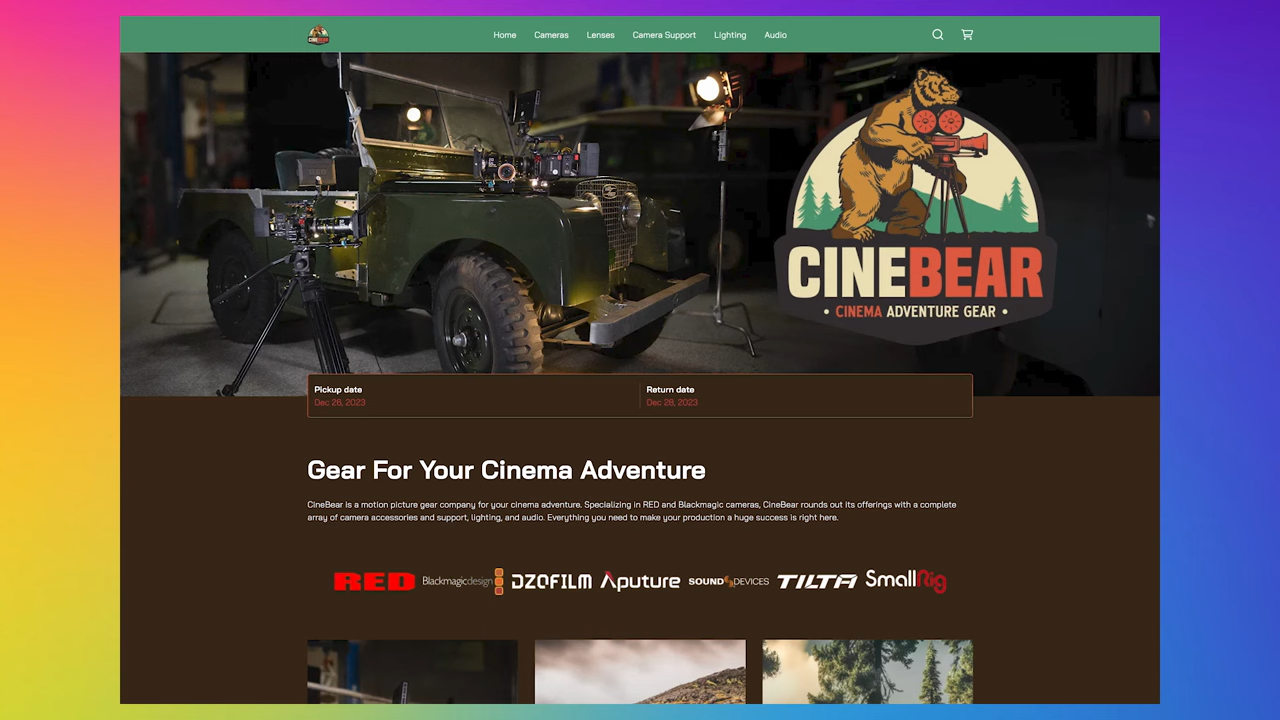 CINEBEAR
Home Cameras Lenses Camera Support Lighting Audio
CINEBEAR
• CINEMA ADVENTURE GEAR •
Pickup date Return date
Dec 26, 2023 Dec 28, 2023
Gear For Your Cinema Adventure
CineBear is a motion picture gear company for your cinema adventure. Specializing in RED and Blackmagic cameras, CineBear rounds out its offerings with a complete
array of camera accessories and support, lighting, and audio. Everything you need to make your production a huge success is right here.
RED Blackmagicdesign DZOFILM Aputure SOUND DEVICES TILTA SmallRig